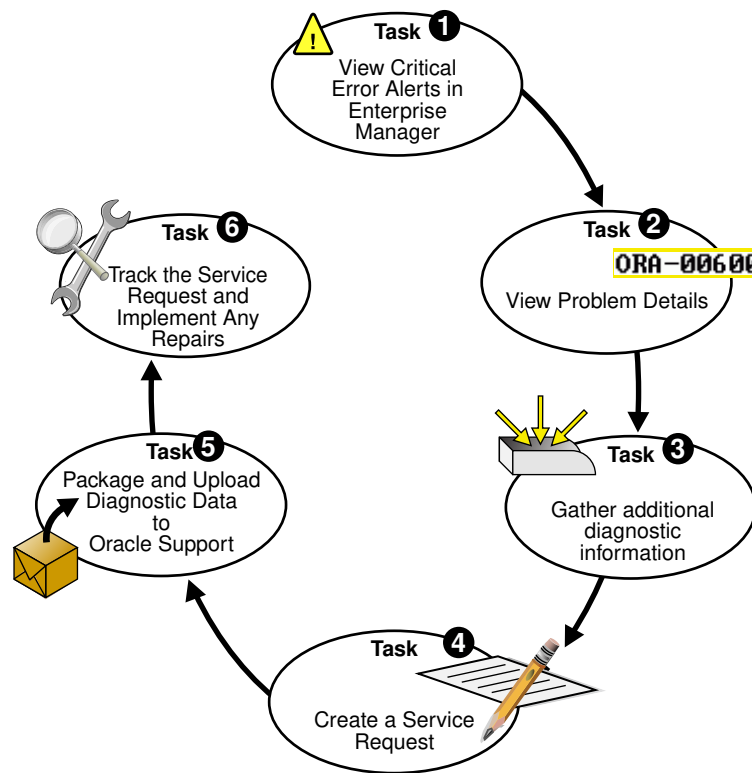 Task 1
!
View Critical
Error Alerts in
Enterprise
Manager
Task 2
ORA-00600
View Problem Details
Task 3
Gather additional
diagnostic
information
Task 4
Create a Service
Request
Task 5
Package and Upload
Diagnostic Data
to
Oracle Support
Task 6
Track the Service
Request and
Implement Any
Repairs